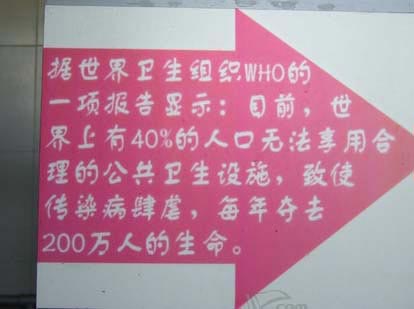 据世界卫生组织WHO的
一项报告显示：目前，世
界上有40%的人口无法享用合
理的公共卫生设施，致使
传染病肆虐，每年夺去
200万人的生命。